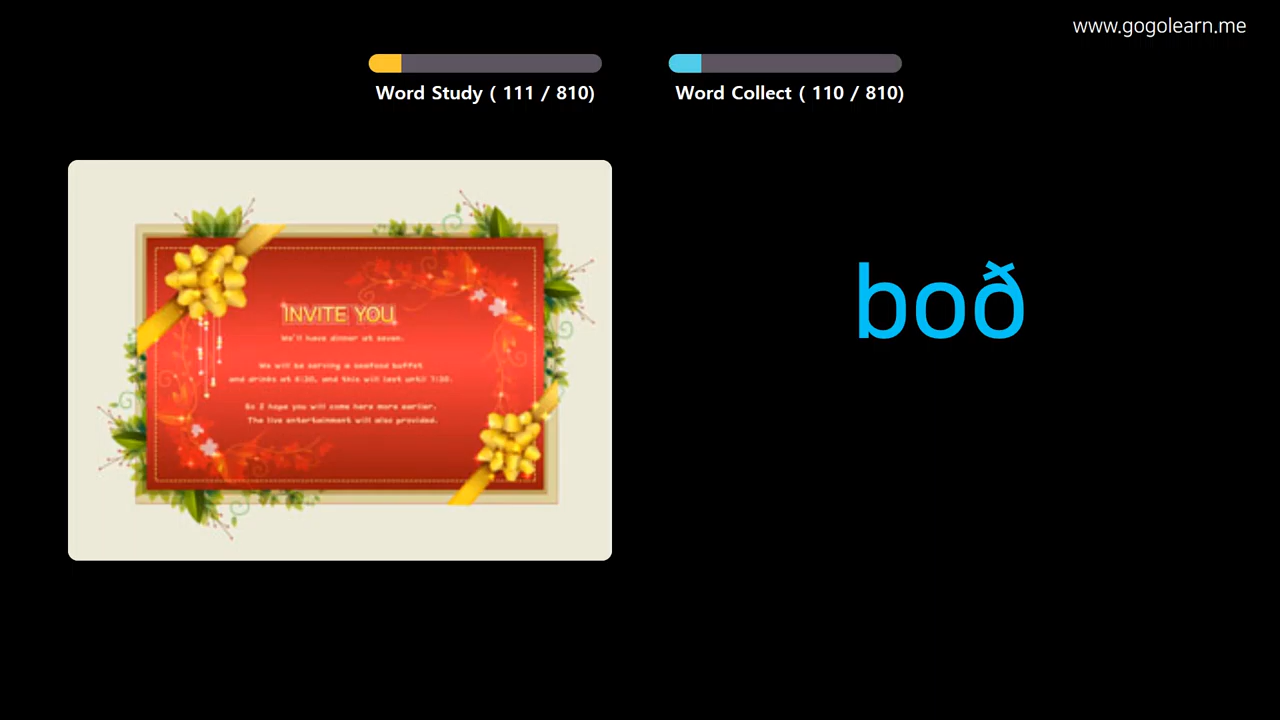 www.gogolearn.me
Word Study ( 111 / 810)
Word Collect ( 110 / 810)
INVITE YOU
We'll have dinner at seven.
We will be serving a seafood buffet
and drinks at 6:30, and this will last until 7:30.
So I hope you will come here more earlier.
The live entertainment will also provided.
boð